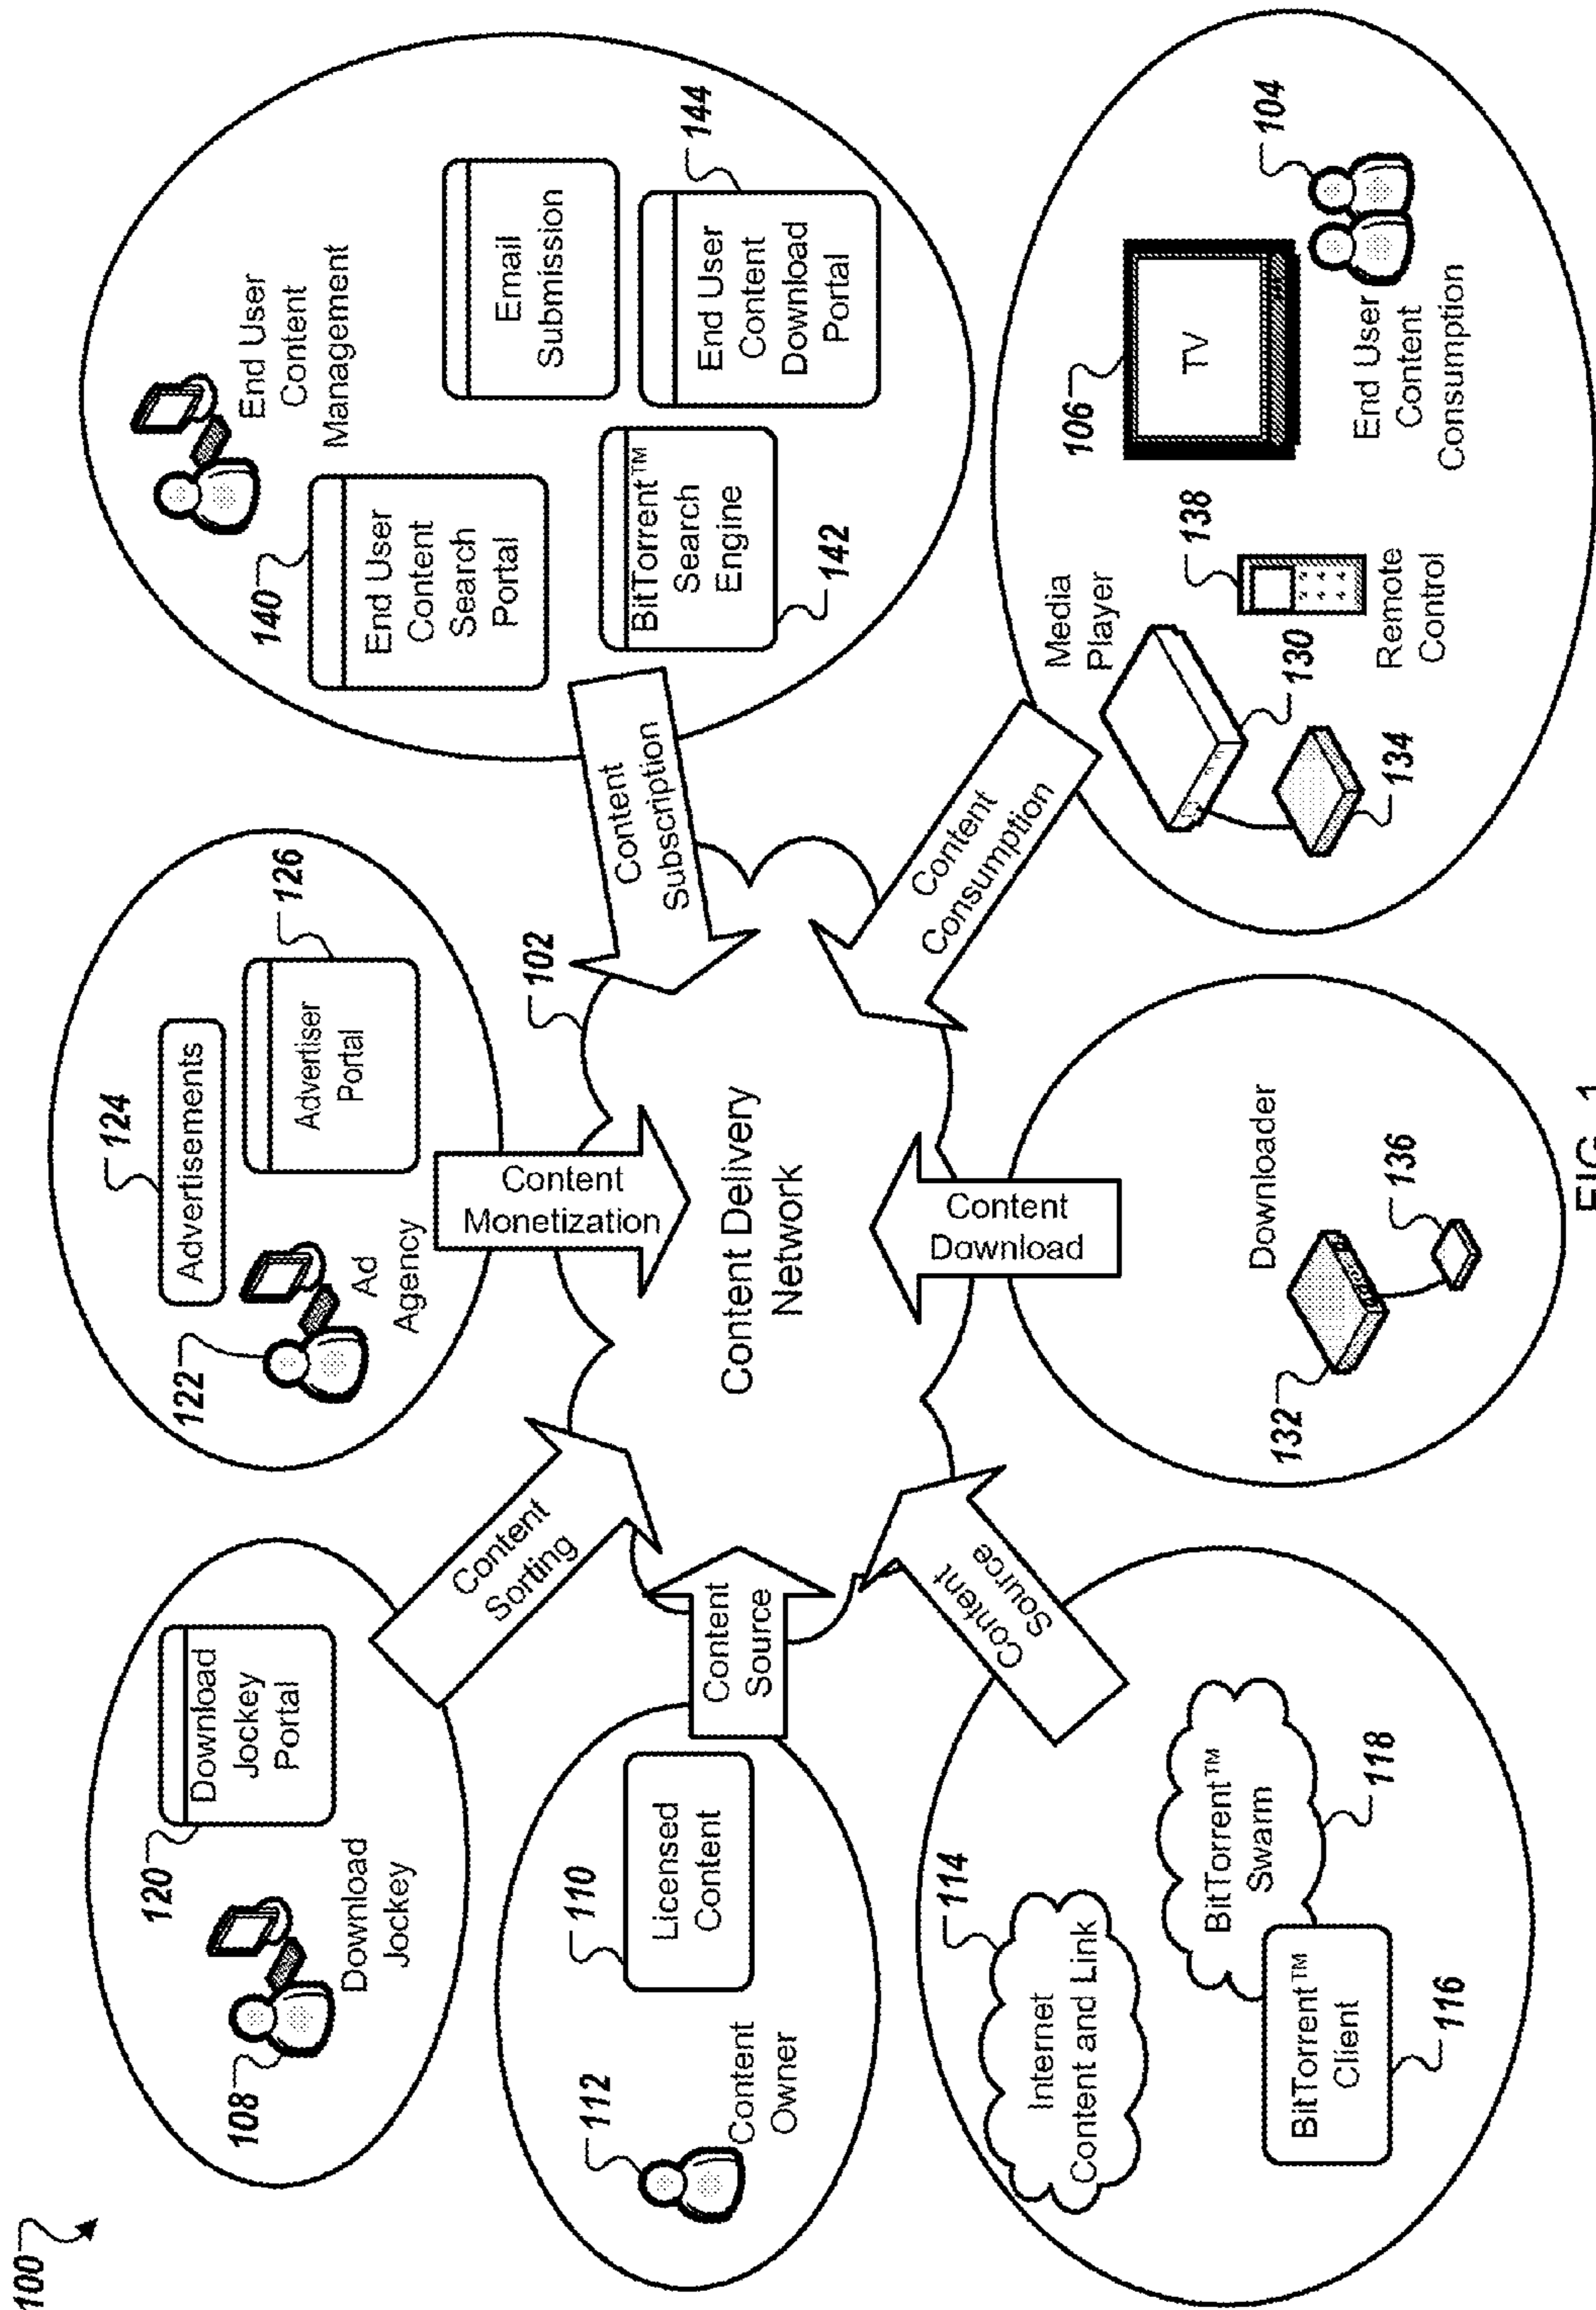 100
108
120
Download
Jockey
Portal
Download
Jockey
Content
Sorting
122
124
Advertisements
126
Advertiser
Portal
Ad
Agency
Content
Monetization
End User
Content
Management
140
End User
Content
Search
Portal
Email
Submission
BitTorrent™
Search
Engine
142
144
End User
Content
Download
Portal
Content
Subscription
112
Content
Owner
110
Licensed
Content
Content
Source
102
Content Delivery
Network
114
Internet
Content and Link
BitTorrent™
Swarm
118
BitTorrent™
Client
116
Content
Source
Content
Download
Downloader
132
136
Content
Consumption
Media
Player
130
134
138
Remote
Control
106
TV
104
End User
Content
Consumption
FIG. 1